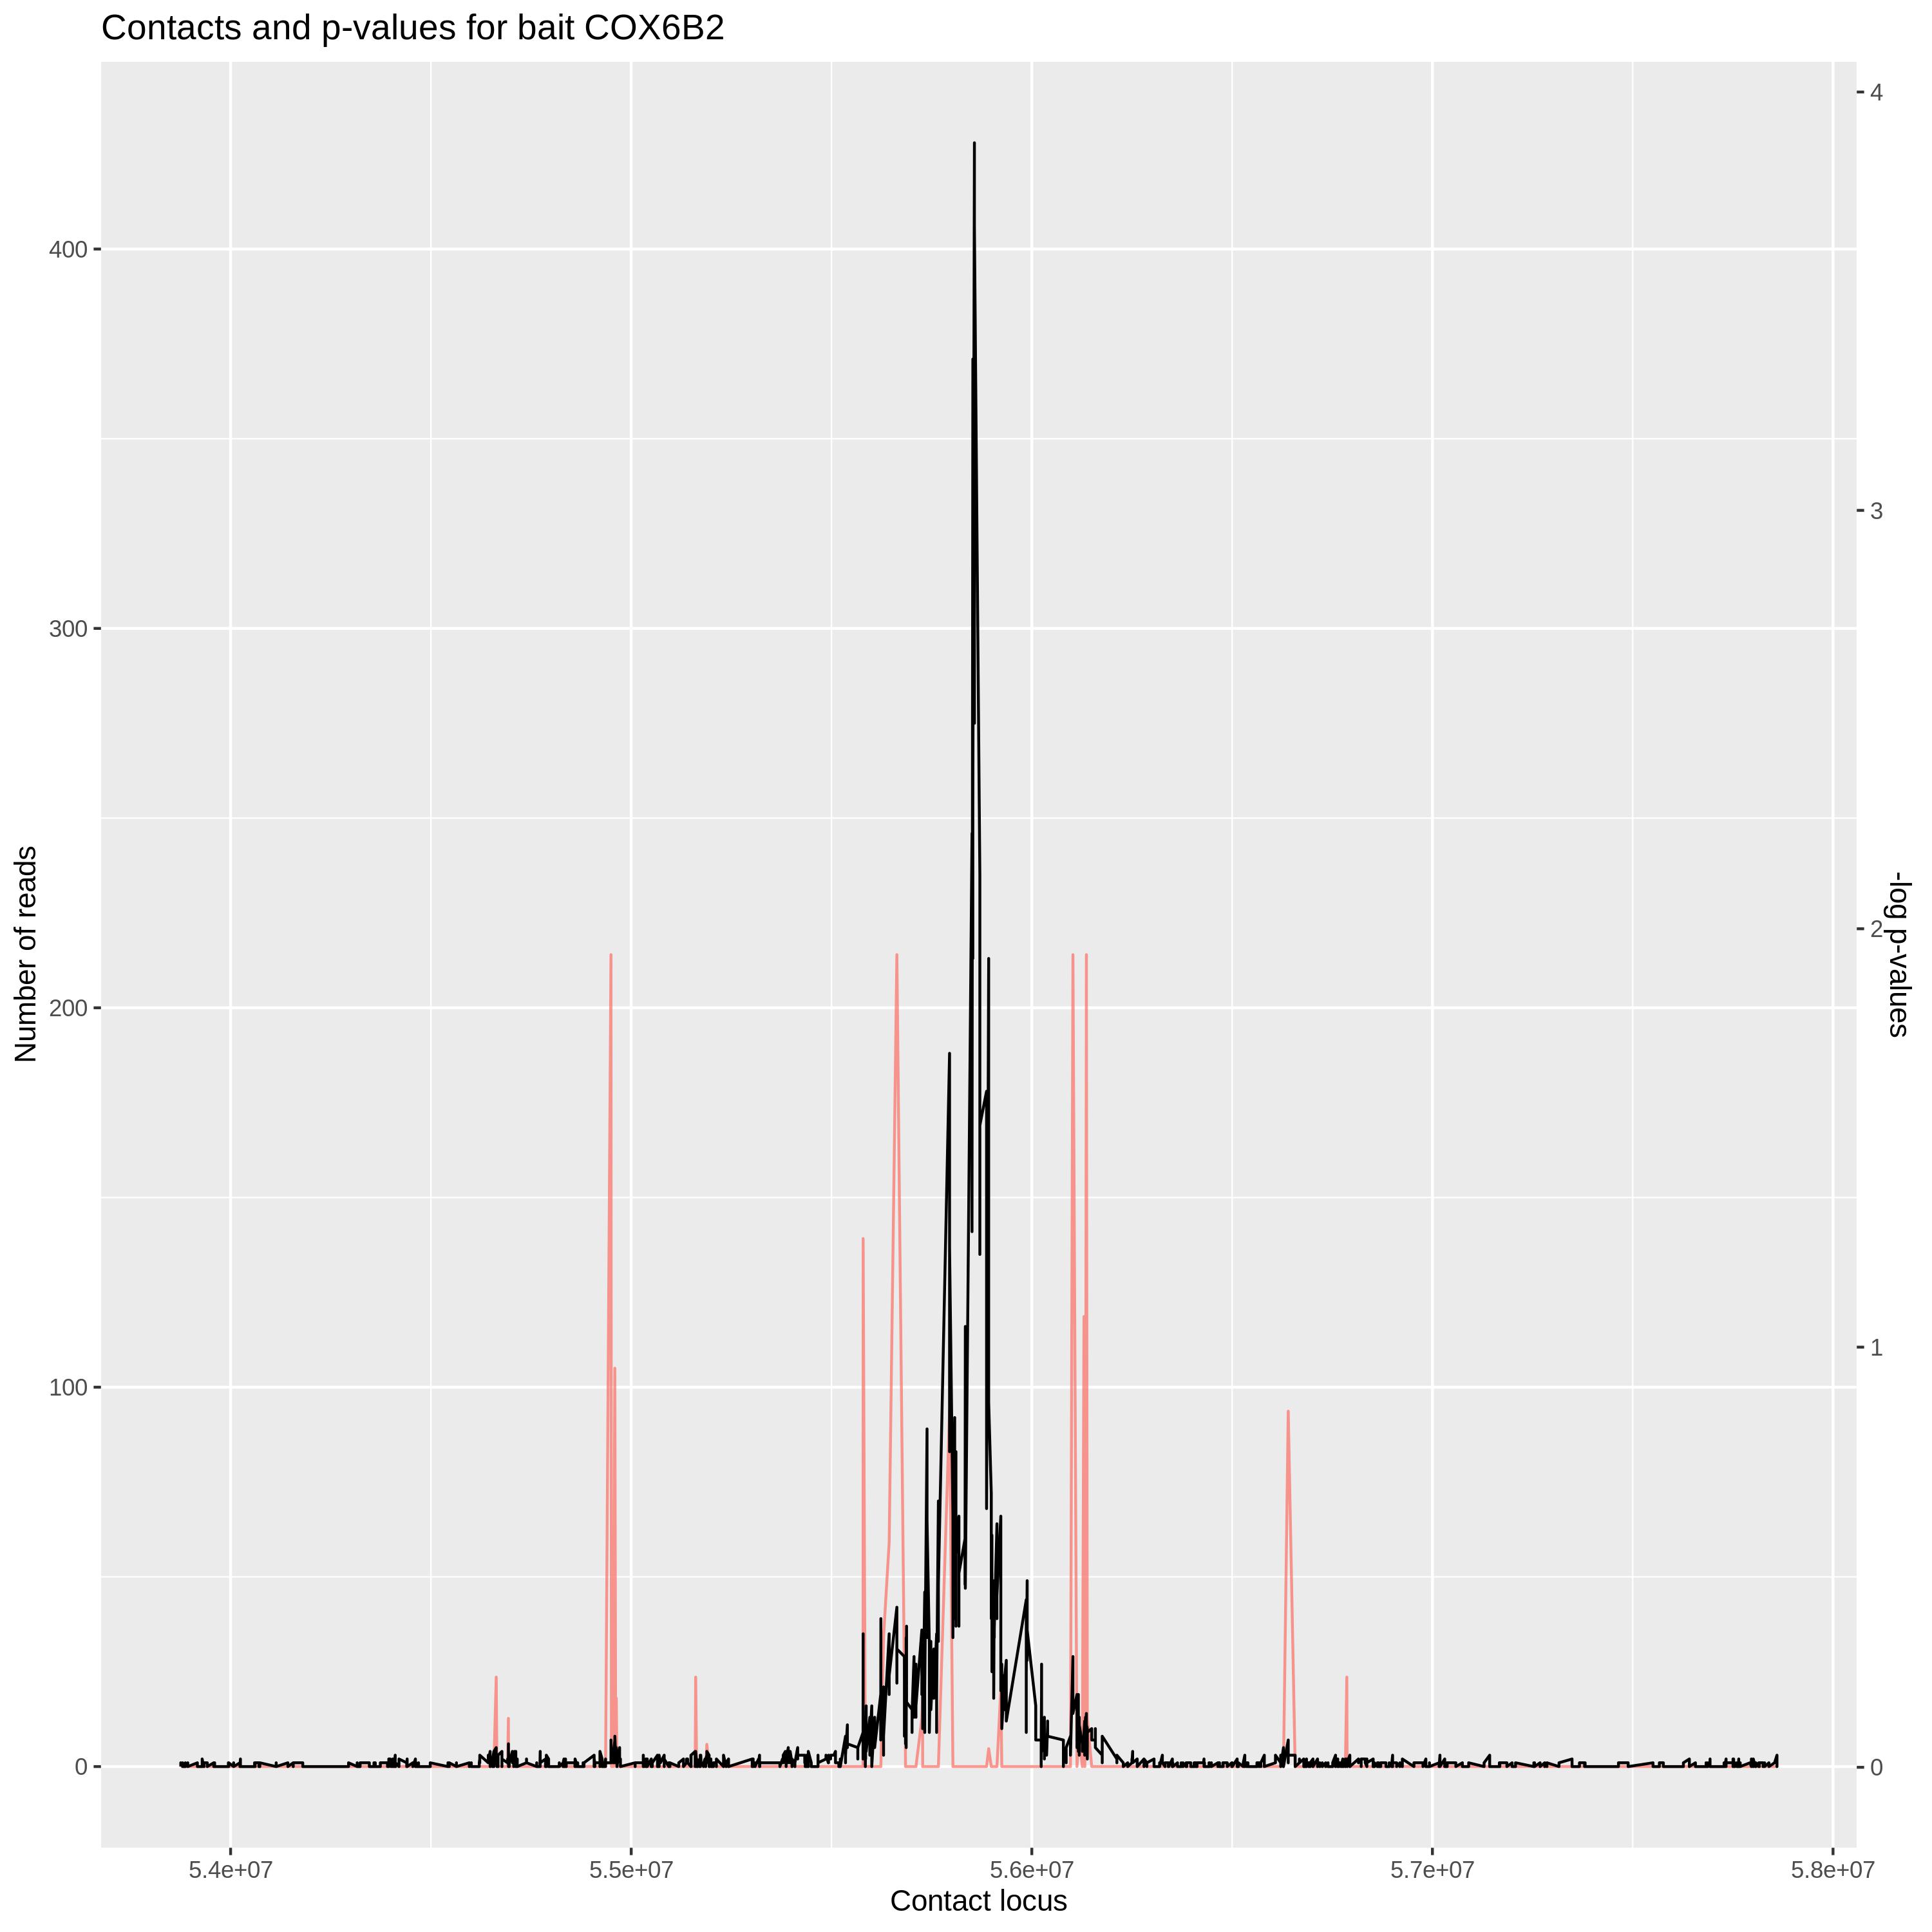 Contacts and p-values for bait COX6B2
Number of reads
400
300
200
100
0
4
3
2
1
0
-log p-values
5.4e+07
5.5e+07
5.6e+07
5.7e+07
5.8e+07
Contact locus